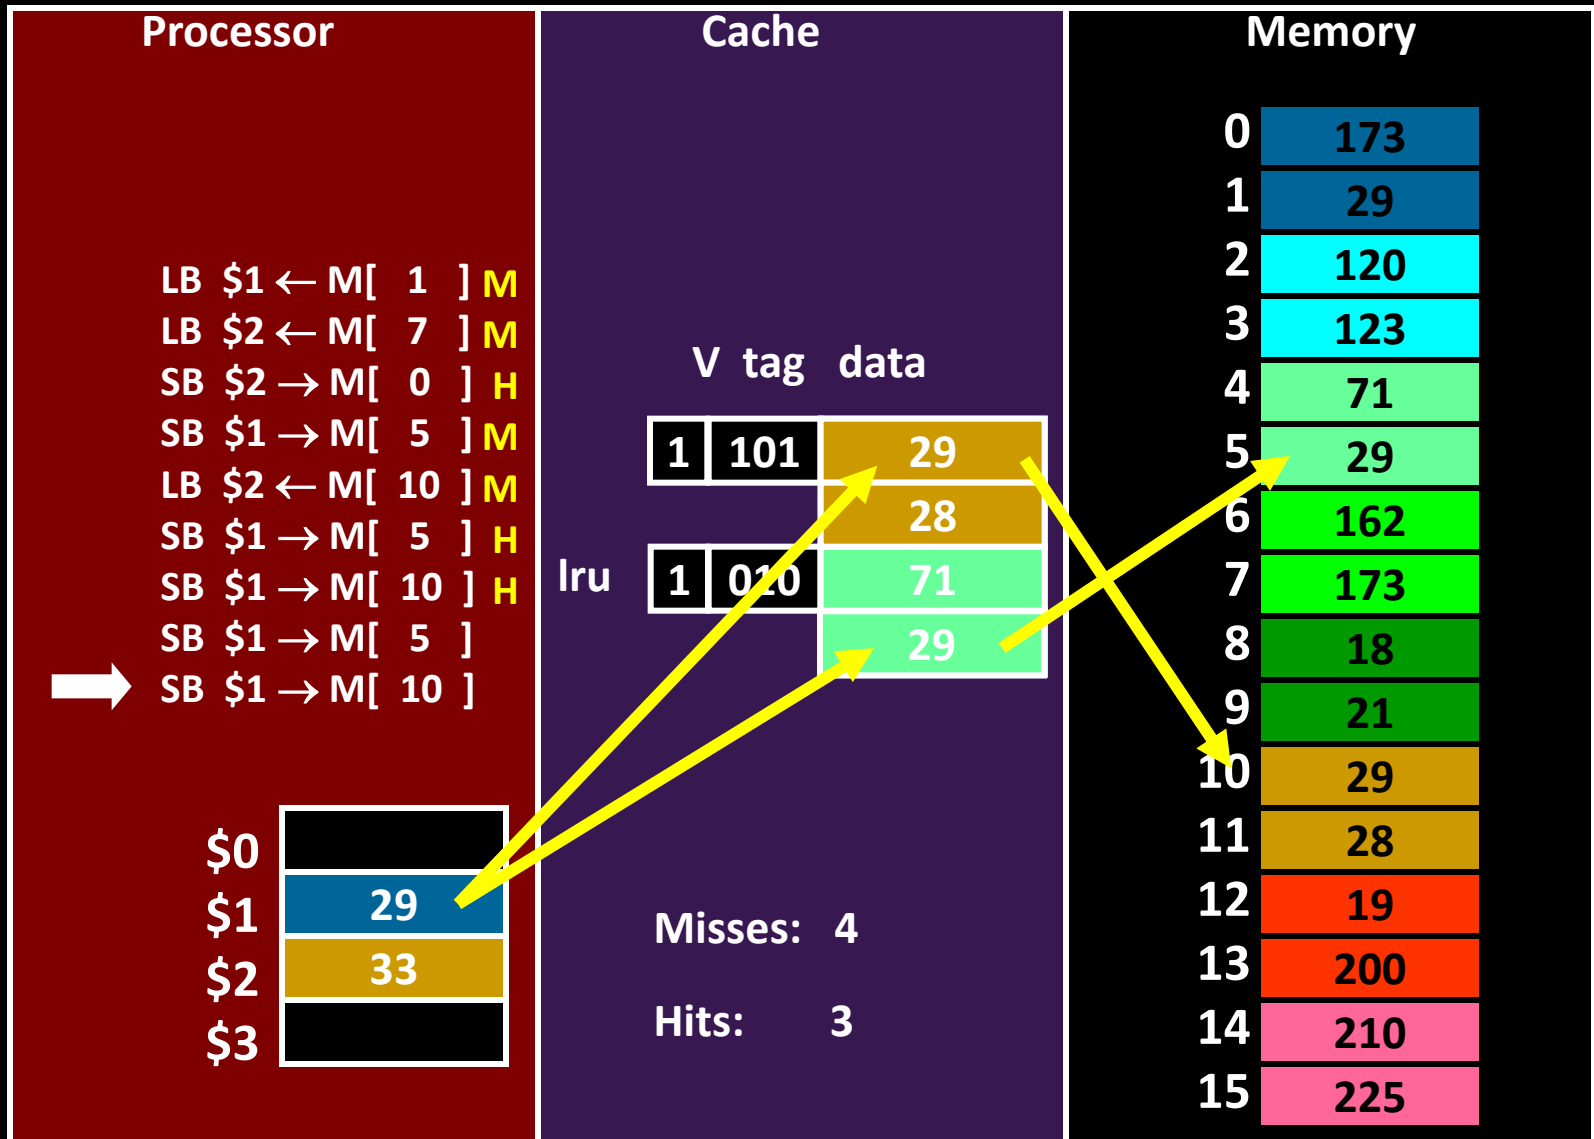 Processor
LB $1 ← M[ 1 ] M
LB $2 ← M[ 7 ] M
SB $2 → M[ 0 ] H
SB $1 → M[ 5 ] M
LB $2 ← M[ 10 ] M
SB $1 → M[ 5 ] H
SB $1 → M[ 10 ] H
SB $1 → M[ 5 ]
SB $1 → M[ 10 ]
$0
$1 29
$2 33
$3
Cache
V tag data
1 101 29
28
lru 1 010 71
29
Misses: 4
Hits: 3
Memory
0 173
1 29
2 120
3 123
4 71
5 29
6 162
7 173
8 18
9 21
10 29
11 28
12 19
13 200
14 210
15 225